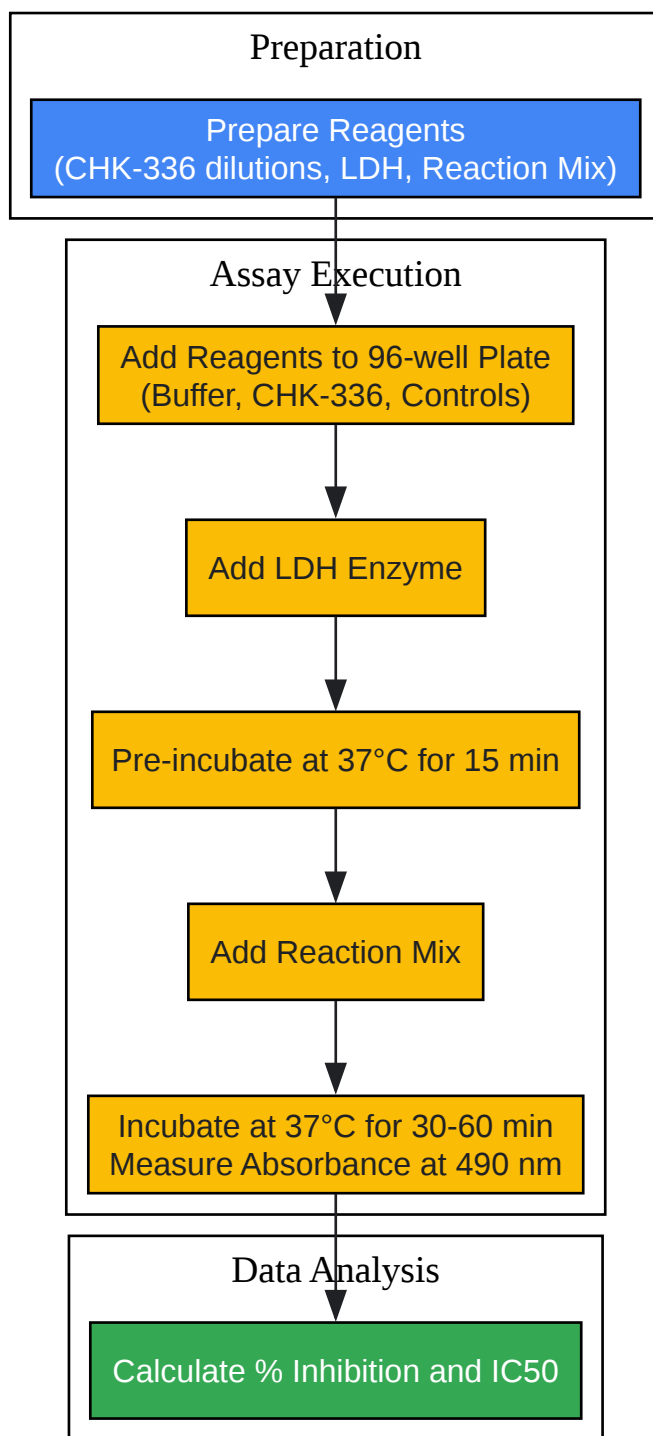 Preparation
Prepare Reagents
(CHK-336 dilutions, LDH, Reaction Mix)
Assay Execution
Add Reagents to 96-well Plate
(Buffer, CHK-336, Controls)
Add LDH Enzyme
Pre-incubate at 37°C for 15 min
Add Reaction Mix
Incubate at 37°C for 30-60 min
Measure Absorbance at 490 nm
Data Analysis
Calculate % Inhibition and IC50